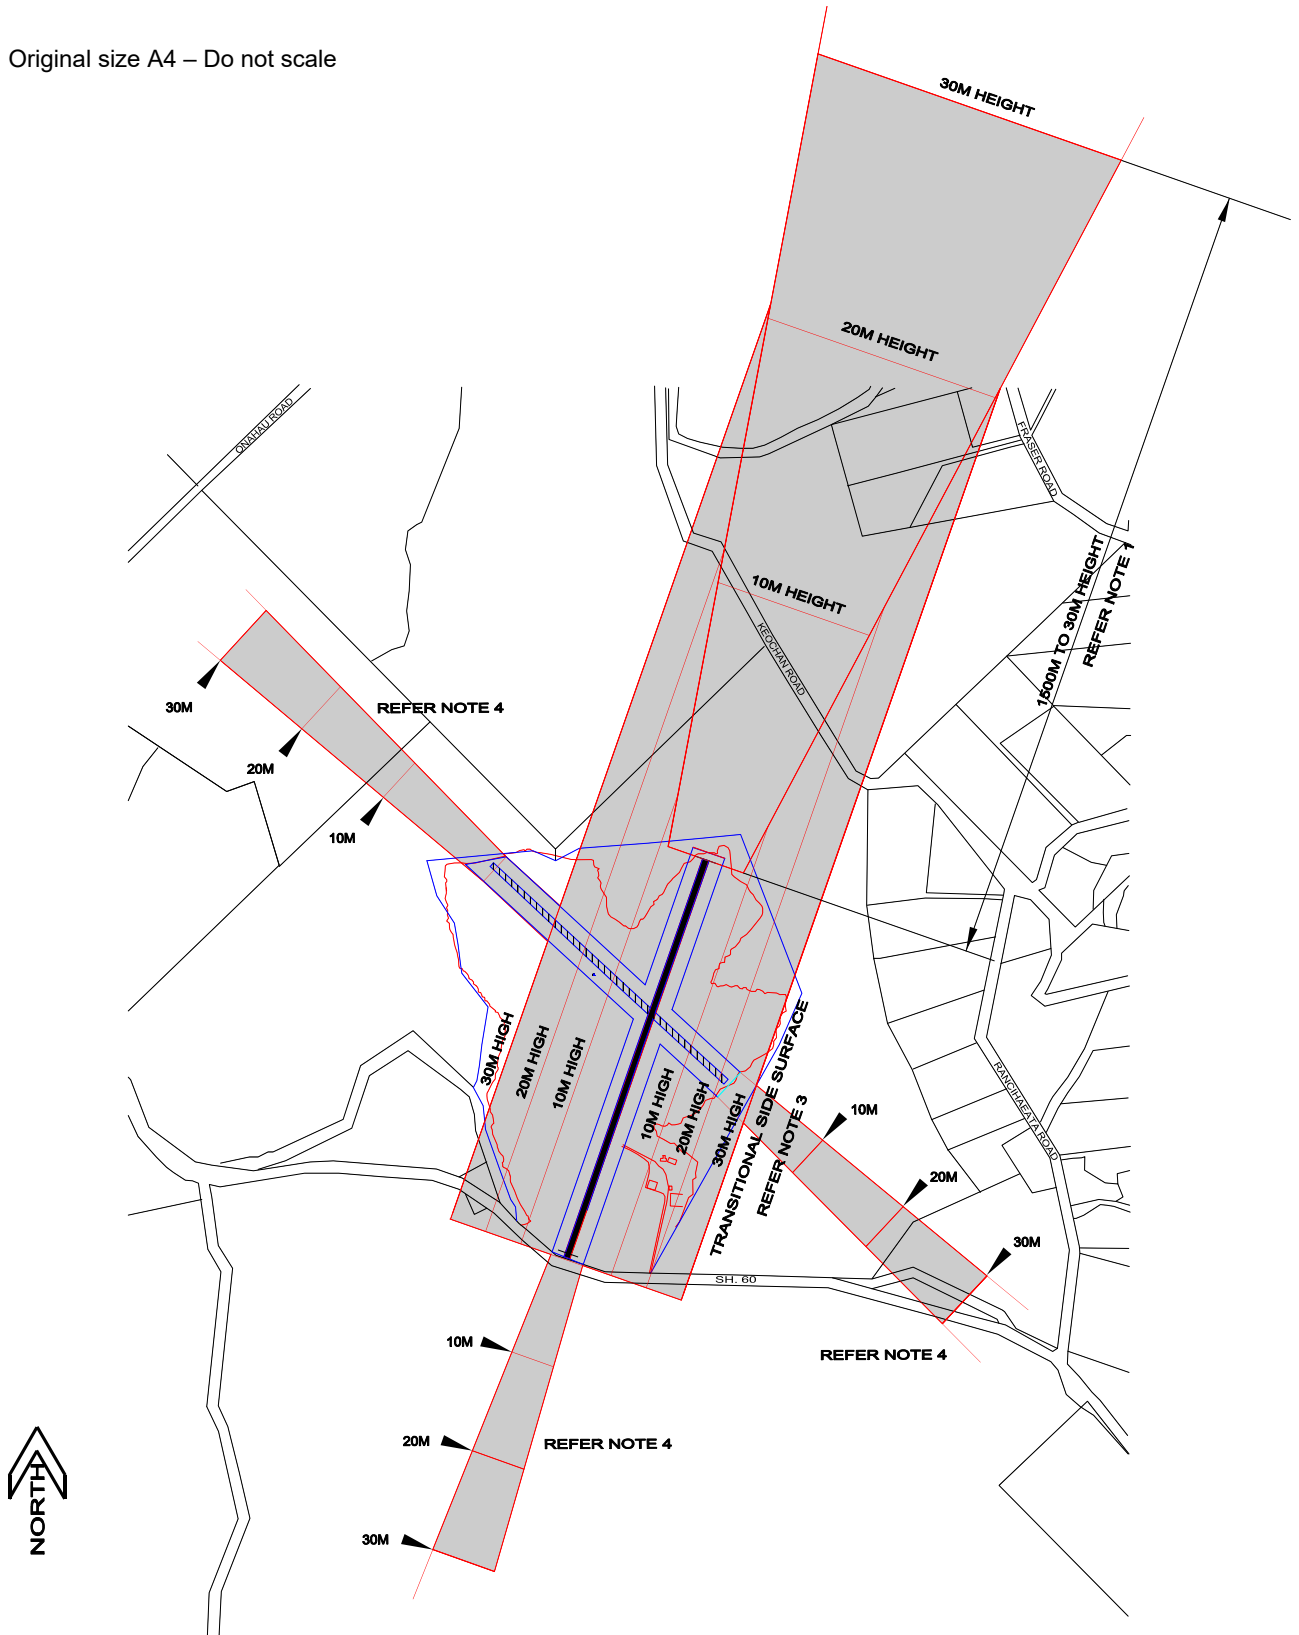 Original size A4 – Do not scale
30M HEIGHT
20M HEIGHT
ONAHAU ROAD
FRASER ROAD
10M HEIGHT
KEOGHAN ROAD
1500M TO 30M HEIGHT
REFER NOTE 1
30M
REFER NOTE 4
20M
10M
30M HIGH
20M HIGH
10M HIGH
10M HIGH
20M HIGH
30M HIGH
TRANSITIONAL SIDE SURFACE
REFER NOTE 3
10M
RANGIHAEATA ROAD
20M
30M
SH. 60
10M
REFER NOTE 4
20M
REFER NOTE 4
30M
NORTH